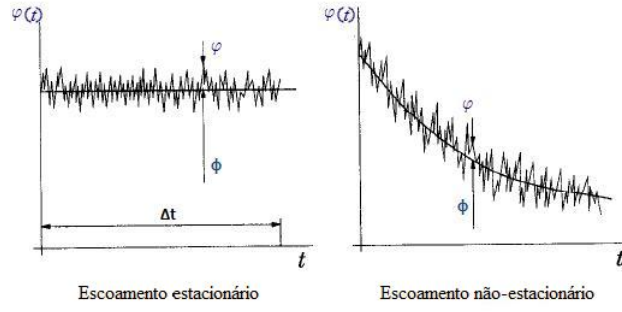 φ(t)
φ
ϕ
Δt
t
Escoamento estacionário
φ(t)
φ
ϕ
t
Escoamento não-estacionário